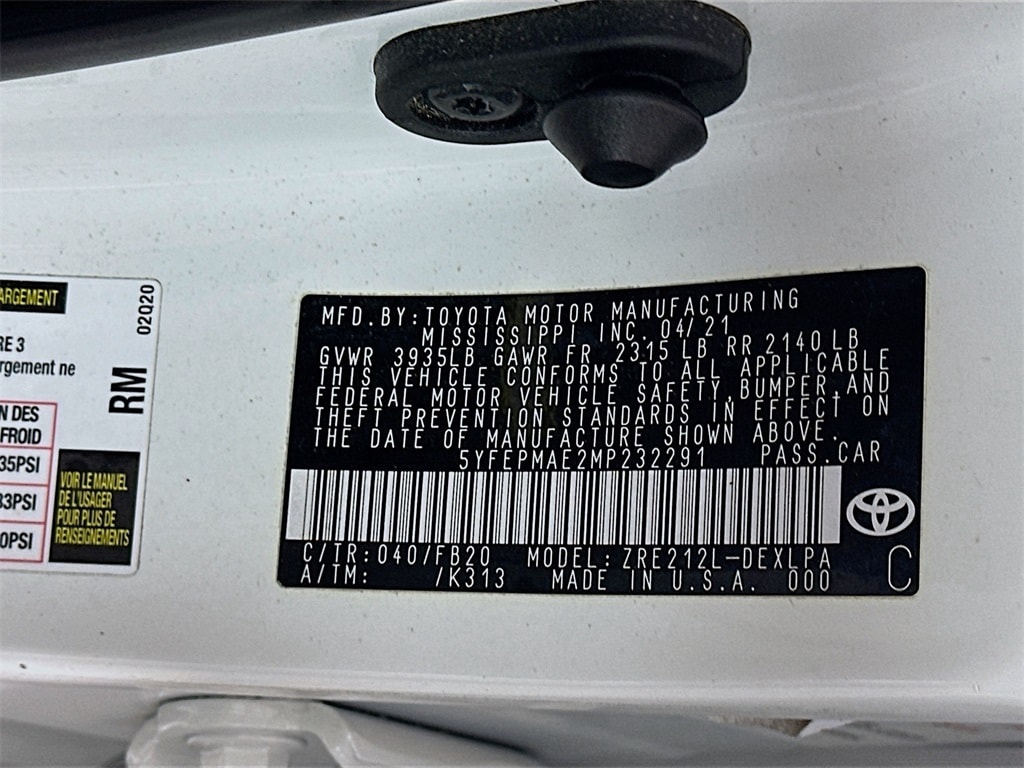 ARGEMENT
RE 3
rgement ne
N DES
FROID
35PSI
33PSI
0PSI
02Q20
RM
VOIR LE MANUEL
DE L'USAGER
POUR PLUS DE
RENSEIGNEMENTS
MFD.BY:TOYOTA MOTOR MANUFACTURING
MISSISSIPPI INC. 04/21
GVWR 3935LB GAWR FR 2315 LB RR 2140 LB
THIS VEHICLE CONFORMS TO ALL APPLICABLE
FEDERAL MOTOR VEHICLE SAFETY,BUMPER,AND
THEFT PREVENTION STANDARDS IN EFFECT ON
THE DATE OF MANUFACTURE SHOWN ABOVE.
5YFEPMAE2MP232291 PASS.CAR
C/TR:040/FB20 MODEL:ZRE212L-DEXLPA
A/TM: /K313 MADE IN U.S.A. 000
C